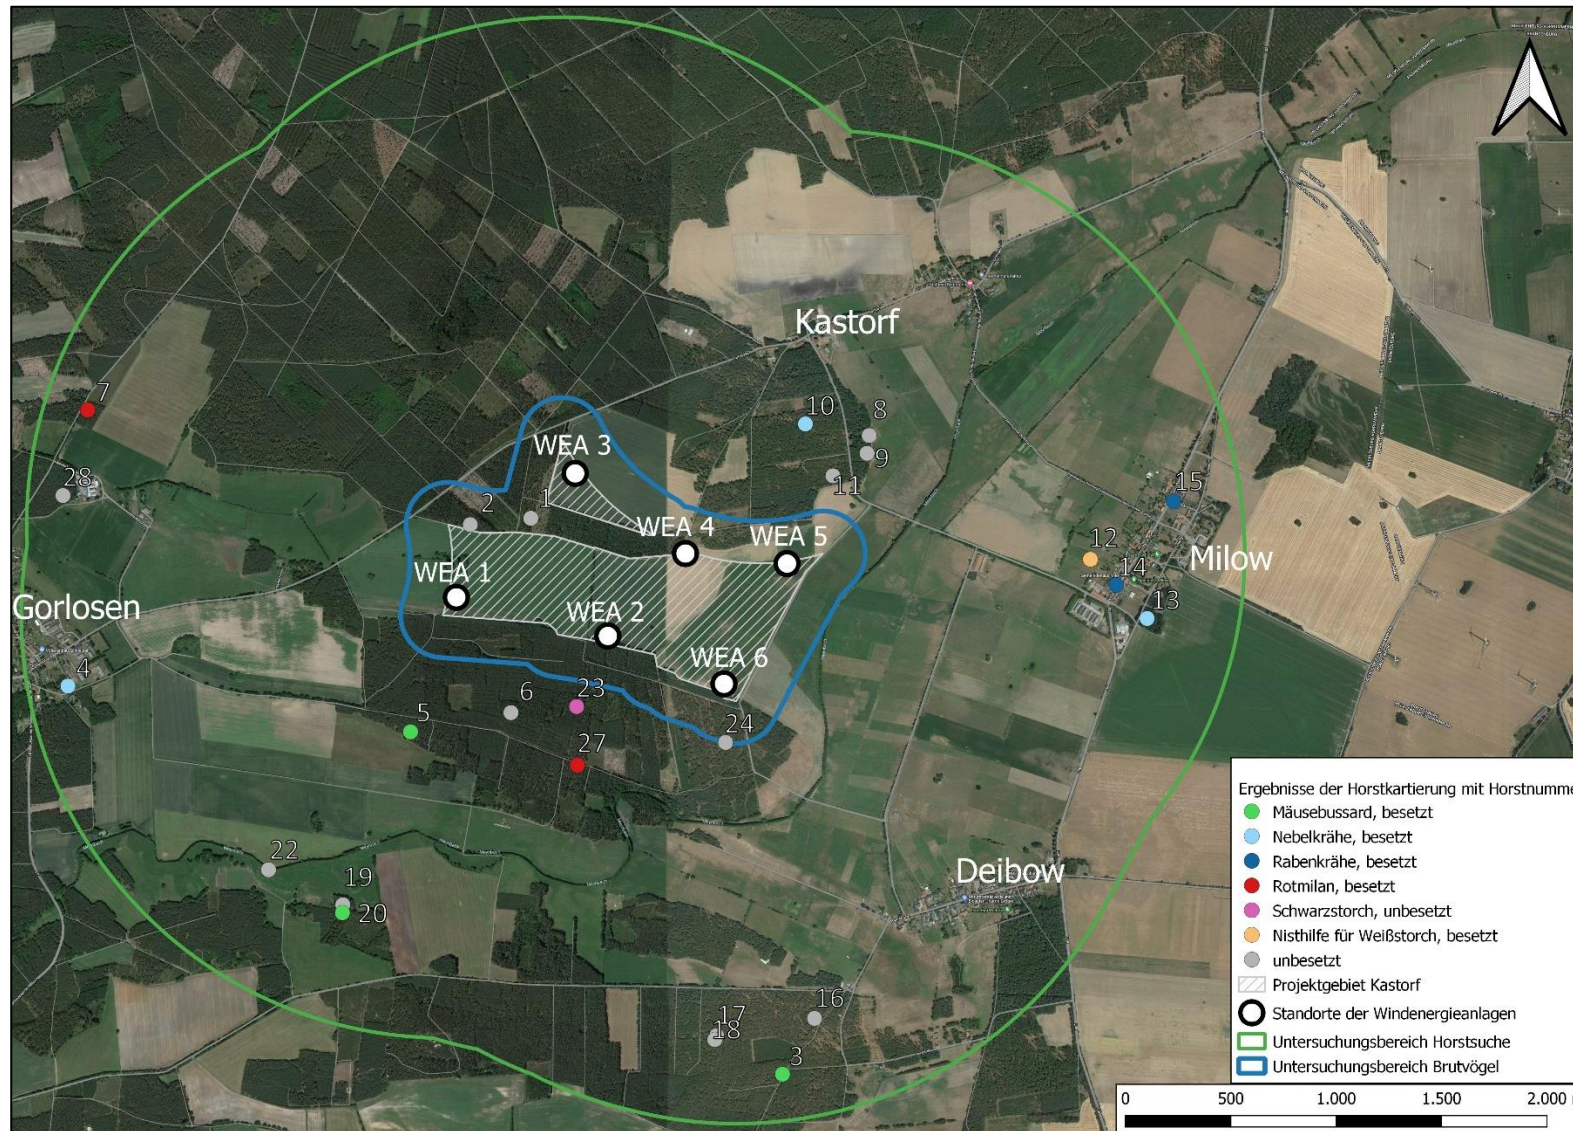 Kastorf
7
10
8
9
28
WEA 3
11
2
1
15
WEA 4
WEA 5
12
Milow
14
WEA 1
13
Gorlosen
WEA 2
4
WEA 6
6
23
5
24
27
22
19
20
Deibow
17
16
18
3
Ergebnisse der Horstkartierung mit Horstnumme
Mäusebussard, besetzt
Nebelkrähe, besetzt
Rabenkrähe, besetzt
Rotmilan, besetzt
Schwarzstorch, unbesetzt
Nisthilfe für Weißstorch, besetzt
unbesetzt
Projektgebiet Kastorf
Standorte der Windenergieanlagen
Untersuchungsbereich Horstsuche
Untersuchungsbereich Brutvögel
0 500 1.000 1.500 2.000